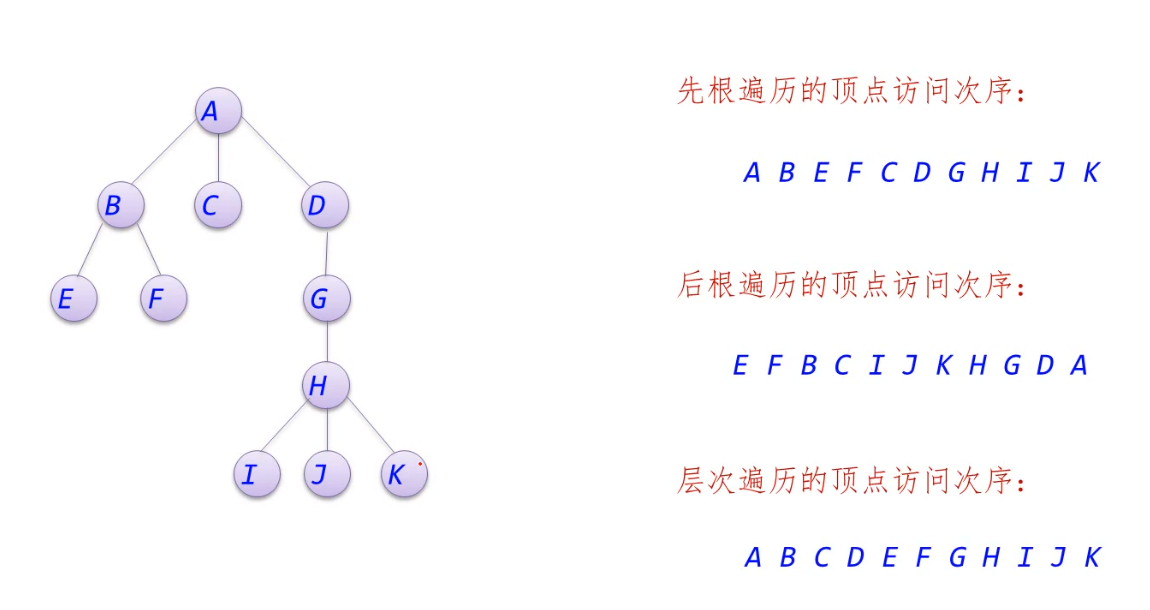 A
B C D
E F G
H
I J K
先根遍历的顶点访问次序：
A B E F C D G H I J K
后根遍历的顶点访问次序：
E F B C I J K H G D A
层次遍历的顶点访问次序：
A B C D E F G H I J K